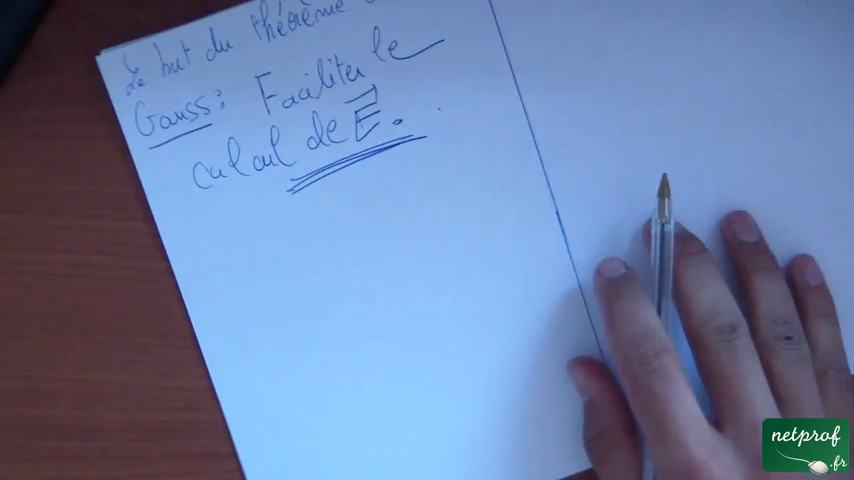 Le but du théorème
Gauss: Faciliter le
calcul de E.
netprof
.fr